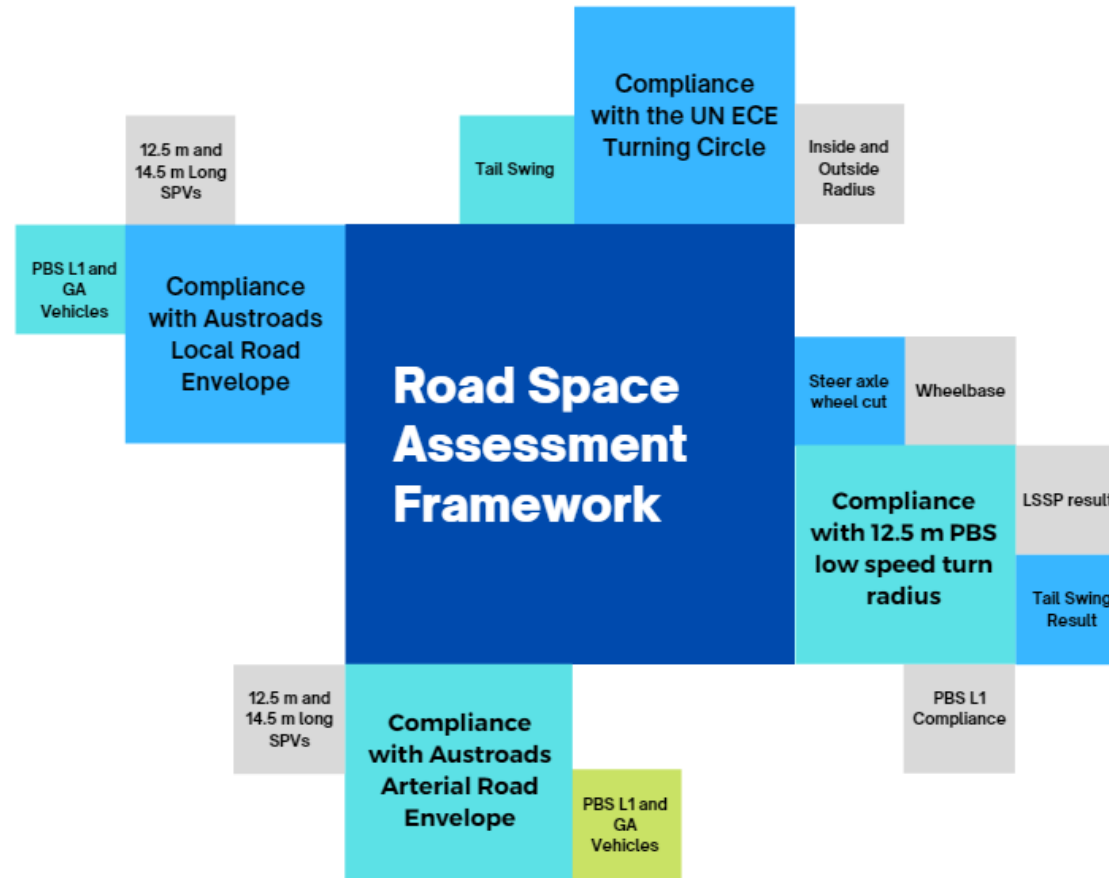 Compliance
with the UN ECE
Turning Circle
Tail Swing
Inside and
Outside
Radius
12.5 m and
14.5 m Long
SPVs
PBS L1 and
GA
Vehicles
Compliance
with Austroads
Local Road
Envelope
Road Space
Assessment
Framework
Steer axle
wheel cut
Wheelbase
Compliance
with 12.5 m PBS
low speed turn
radius
LSSP result
Tail Swing
Result
PBS L1
Compliance
12.5 m and
14.5 m long
SPVs
Compliance
with Austroads
Arterial Road
Envelope
PBS L1 and
GA
Vehicles